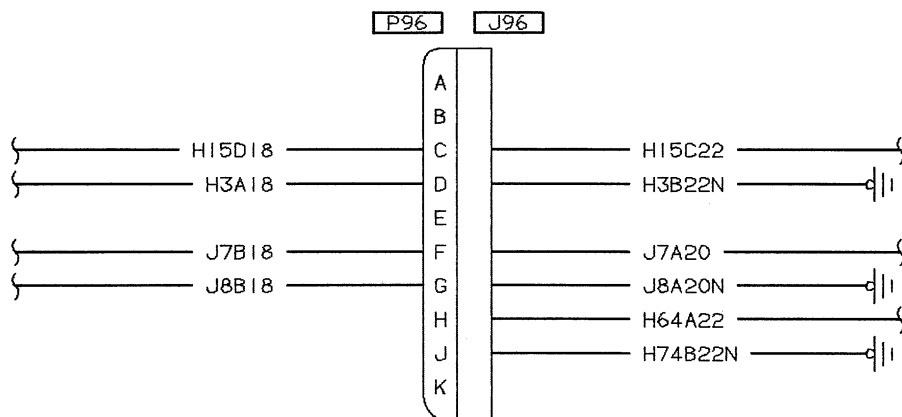 P96 J96
A
B
H15D18 C H15C22
H3A18 D H3B22N
E
J7B18 F J7A20
J8B18 G J8A20N
H H64A22
J H74B22N
K